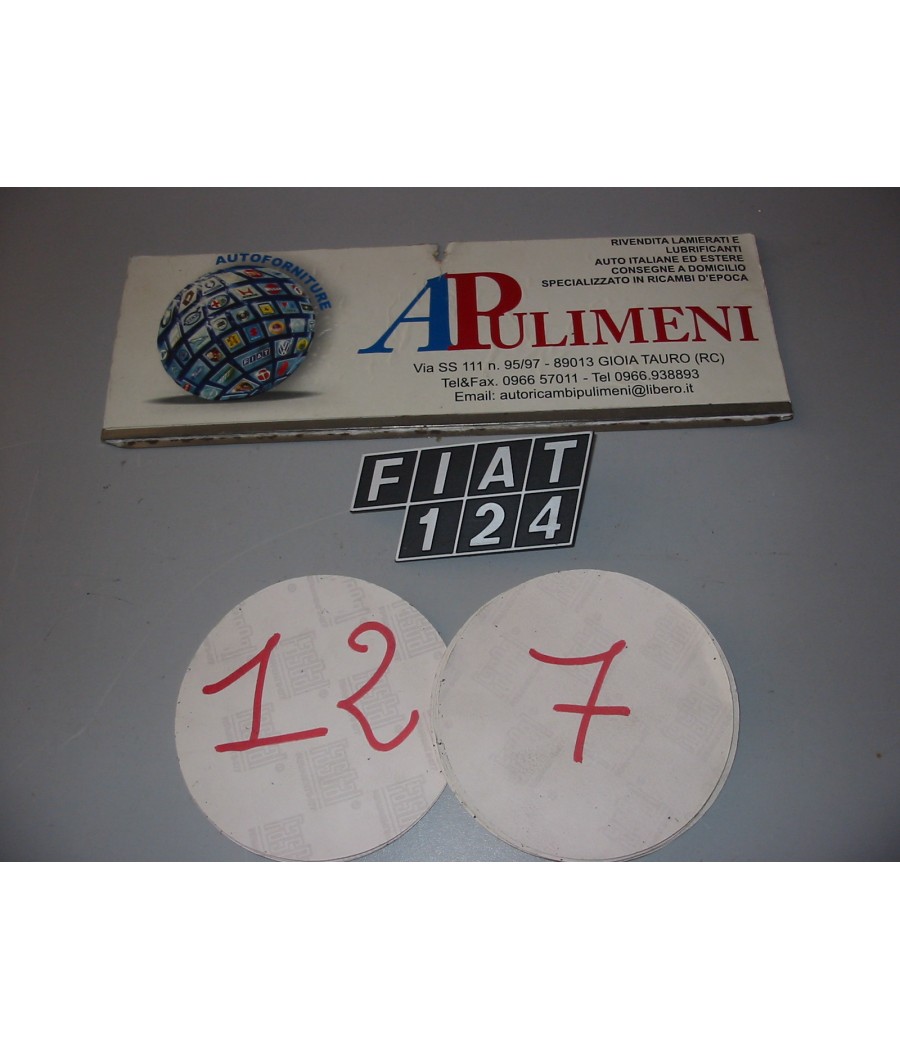 AUTOFORNITURE
RIVENDITA LAMIERATI E
LUBRIFICANTI
AUTO ITALIANE ED ESTERE
CONSEGNE A DOMICILIO
SPECIALIZZATO IN RICAMBI D'EPOCA
APULIMENI
Via SS 111 n. 95/97 - 89013 GIOIA TAURO (RC)
Tel&Fax. 0966 57011 - Tel 0966.938893
Email: autoricambipulimeni@libero.it
FIAT
124
12 7